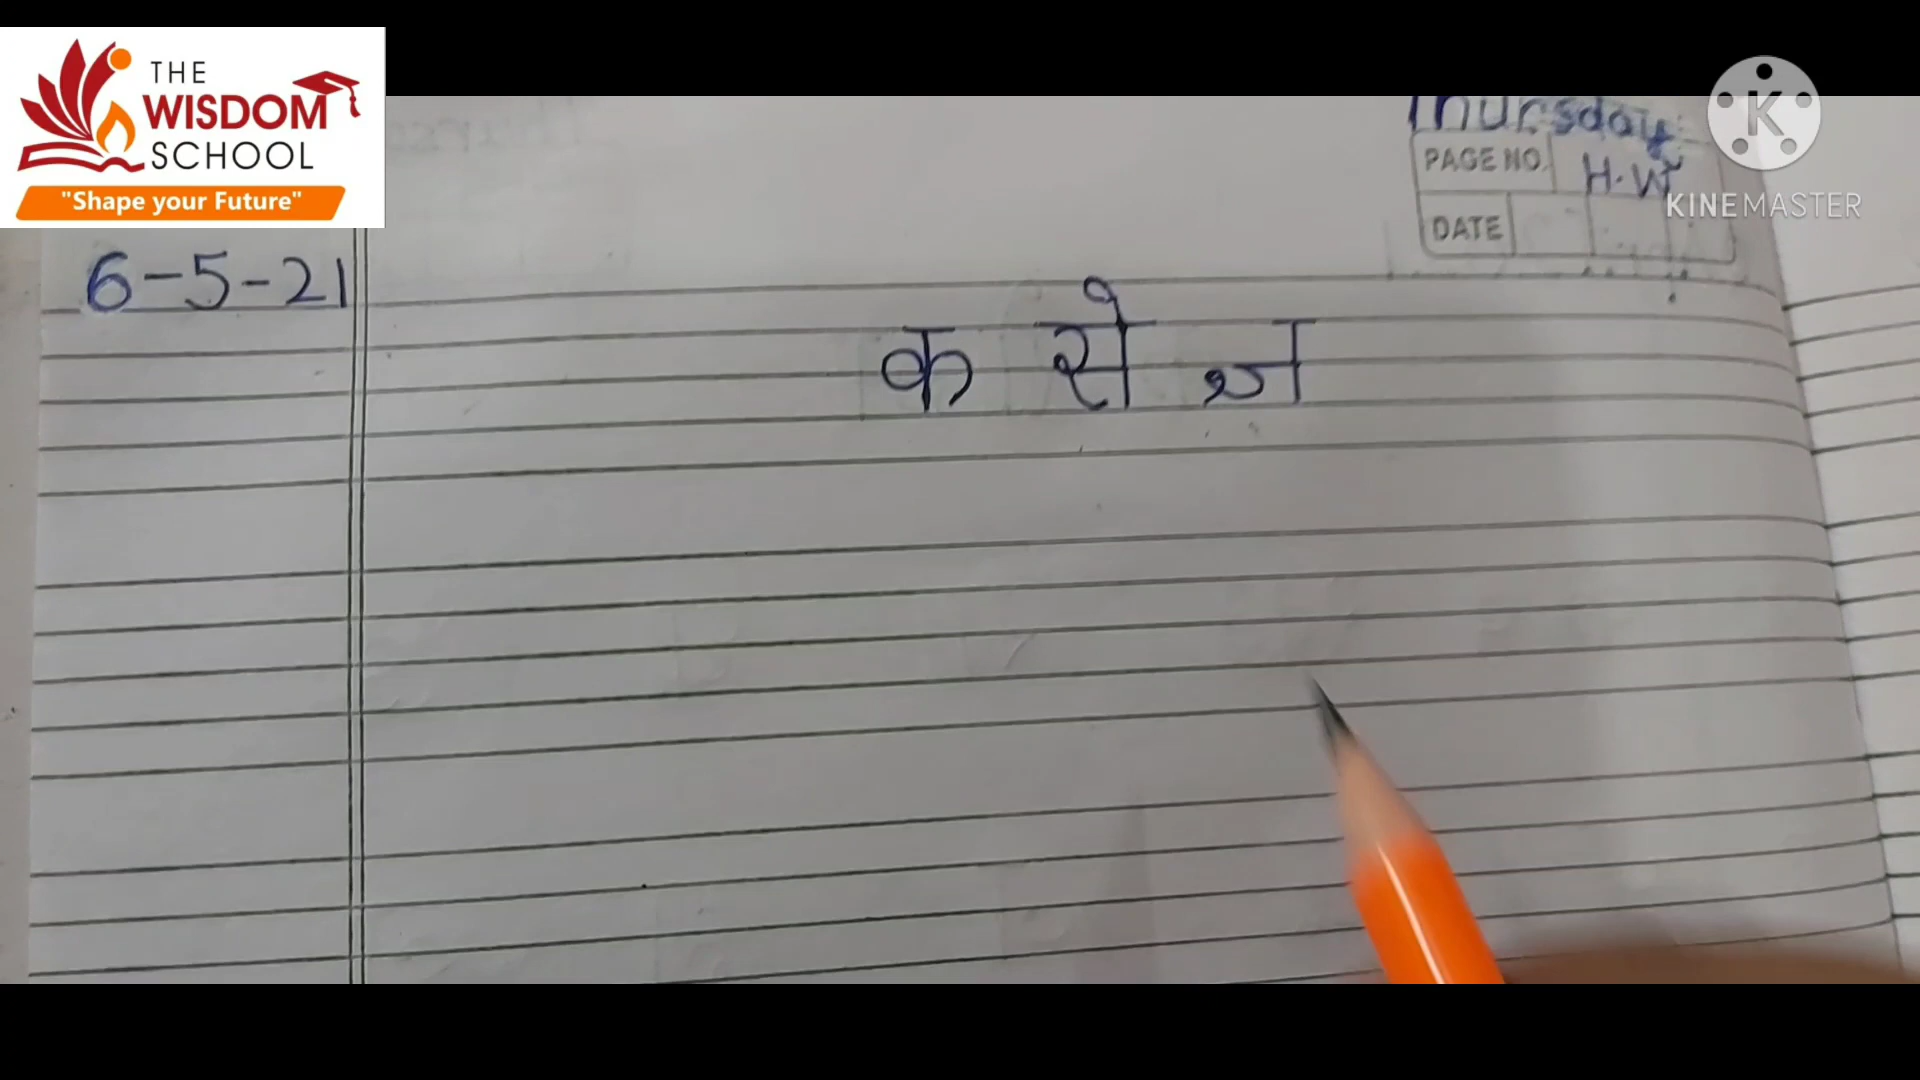 THE
WISDOM
SCHOOL
"Shape your Future"
Thursday
PAGE NO. H.W
DATE
K
KINEMASTER
6-5-21
क से ज